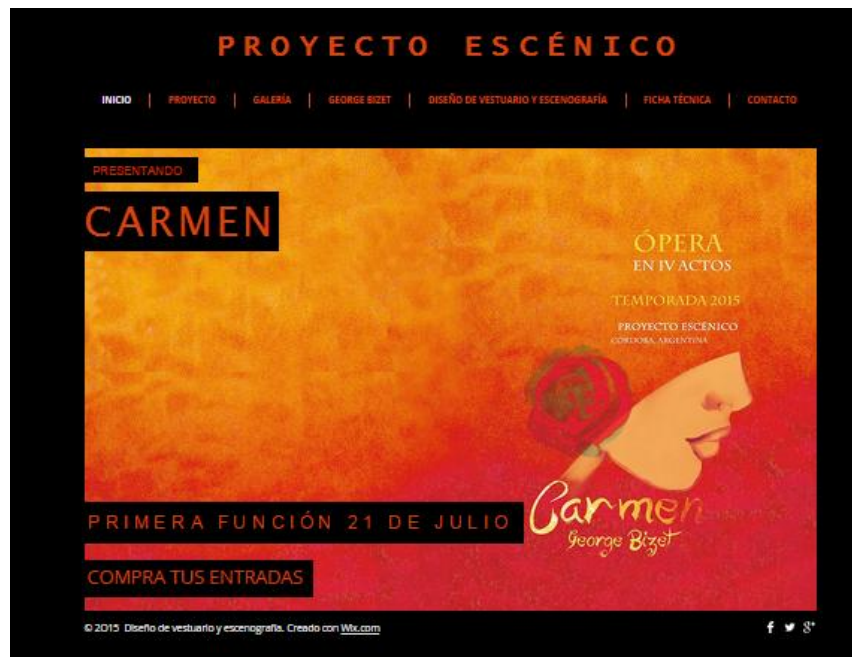 PROYECTO ESCÉNICO
INICIO | PROYECTO | GALERÍA | GEORGE BIZET | DISEÑO DE VESTUARIO Y ESCENOGRAFÍA | FICHA TÉCNICA | CONTACTO
PRESENTANDO
CARMEN
ÓPERA
EN IV ACTOS
TEMPORADA 2015
PROYECTO ESCÉNICO
CÓRDOBA, ARGENTINA
Carmen
George Bizet
PRIMERA FUNCIÓN 21 DE JULIO
COMPRA TUS ENTRADAS
© 2015 Diseño de vestuario y escenografía. Creado con Wix.com